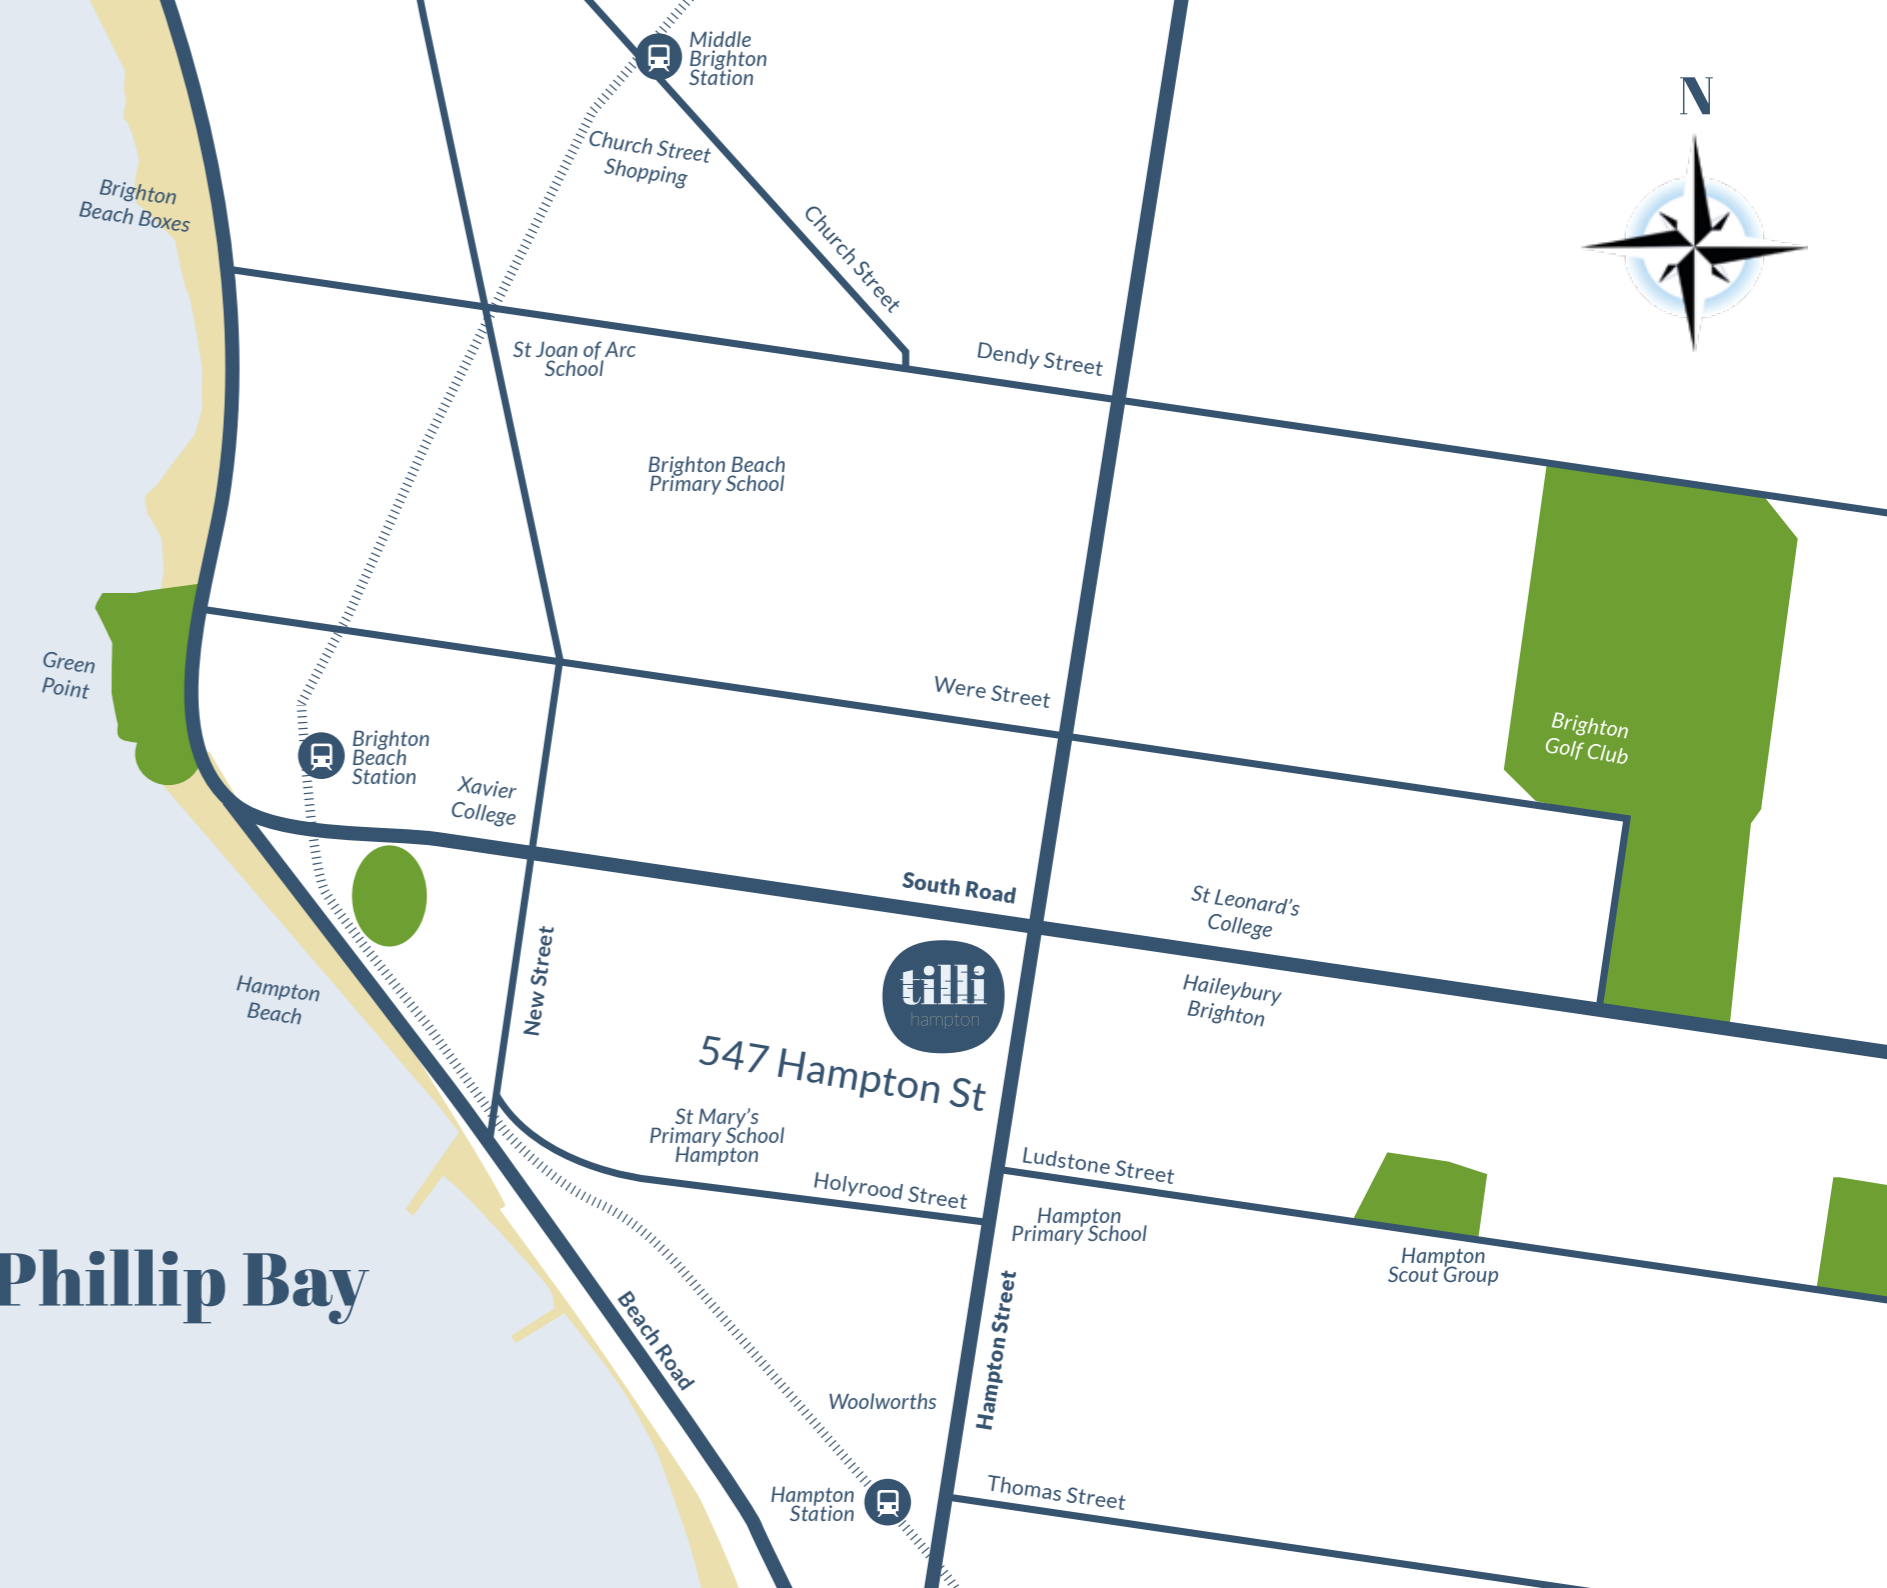 Middle
Brighton
Station
N
Church Street
Shopping
Brighton
Beach Boxes
Church Street
Dendy Street
St Joan of Arc
School
Brighton Beach
Primary School
Green
Point
Were Street
Brighton
Golf Club
Brighton
Beach
Station
Xavier
College
South Road
St Leonard’s
College
New Street
tilli
hampton
Haileybury
Brighton
Hampton
Beach
547 Hampton St
St Mary’s
Primary School
Hampton
Ludstone Street
Holyrood Street
Hampton
Primary School
Hampton
Scout Group
Phillip Bay
Beach Road
Hampton Street
Woolworths
Hampton
Station
Thomas Street